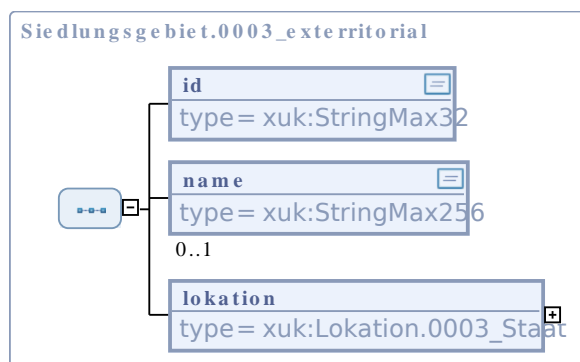 Siedlungsgebiet.0003_exterritorial
id
type= xuk:StringMax32
name
type= xuk:StringMax256
0..1
lokation
type= xuk:Lokation.0003_Staat